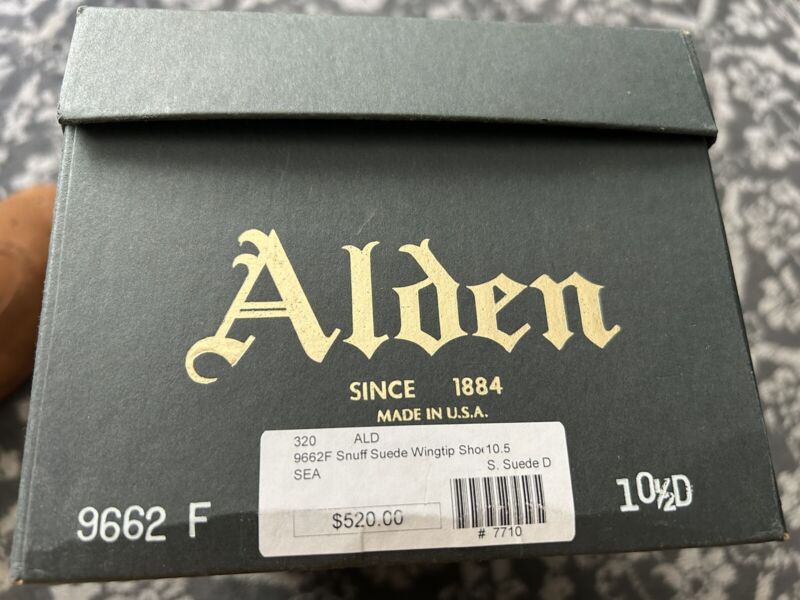 Alden
SINCE 1884
MADE IN U.S.A.
320 ALD
9662F Snuff Suede Wingtip Shoe 10.5
SEA S. Suede D
$520.00
# 7710
9662 F
10½D